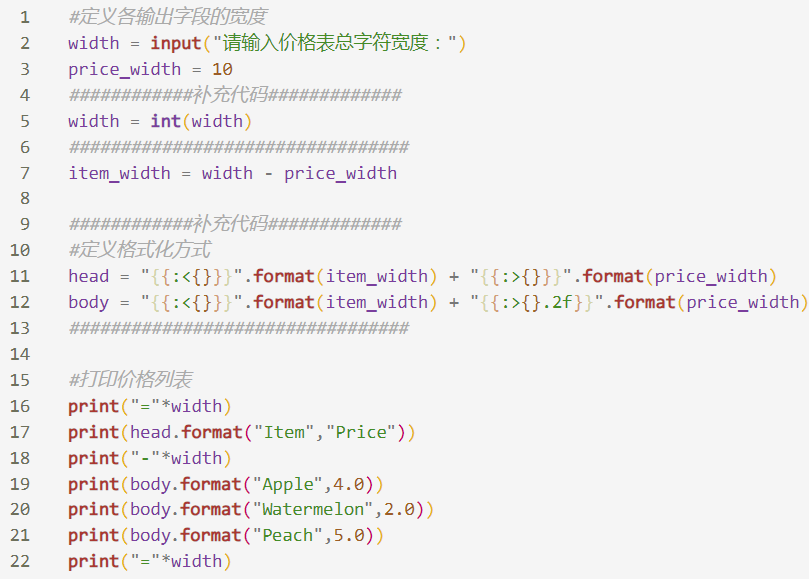 1 #定义各输出字段的宽度
2 width = input("请输入价格表总字符宽度：")
3 price_width = 10
4 ############补充代码#############
5 width = int(width)
6 #################################
7 item_width = width - price_width
8
9 ############补充代码#############
10 #定义格式化方式
11 head = "{{:<{}}}".format(item_width) + "{{:>{}}}".format(price_width)
12 body = "{{:<{}}}".format(item_width) + "{{:>{}.2f}}".format(price_width)
13 #################################
14
15 #打印价格列表
16 print("="*width)
17 print(head.format("Item","Price"))
18 print("-"*width)
19 print(body.format("Apple",4.0))
20 print(body.format("Watermelon",2.0))
21 print(body.format("Peach",5.0))
22 print("="*width)